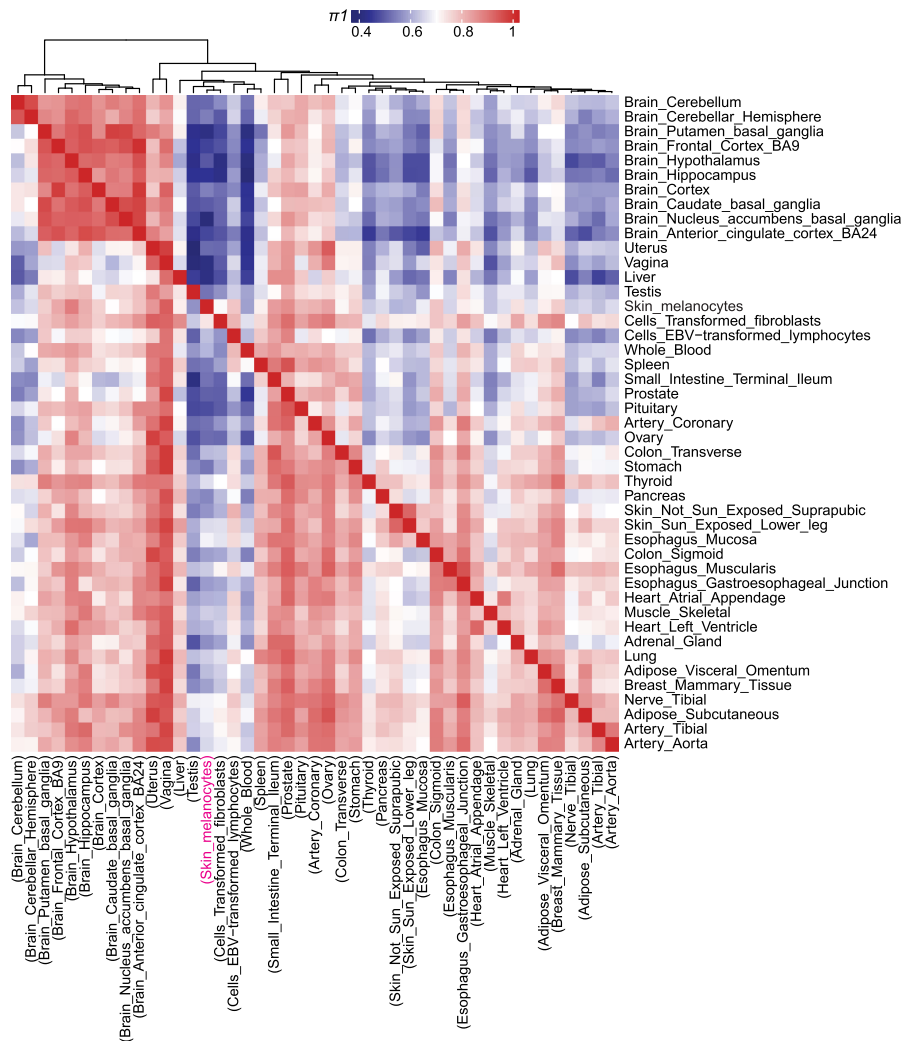 π1
0.4 0.6 0.8 1
Brain_Cerebellum
Brain_Cerebellar_Hemisphere
Brain_Putamen_basal_ganglia
Brain_Frontal_Cortex_BA9
Brain_Hypothalamus
Brain_Hippocampus
Brain_Cortex
Brain_Caudate_basal_ganglia
Brain_Nucleus_accumbens_basal_ganglia
Brain_Anterior_cingulate_cortex_BA24
Uterus
Vagina
Liver
Testis
Skin_melanocytes
Cells_Transformed_fibroblasts
Cells_EBV−transformed_lymphocytes
Whole_Blood
Spleen
Small_Intestine_Terminal_Ileum
Prostate
Pituitary
Artery_Coronary
Ovary
Colon_Transverse
Stomach
Thyroid
Pancreas
Skin_Not_Sun_Exposed_Suprapubic
Skin_Sun_Exposed_Lower_leg
Esophagus_Mucosa
Colon_Sigmoid
Esophagus_Muscularis
Esophagus_Gastroesophageal_Junction
Heart_Atrial_Appendage
Muscle_Skeletal
Heart_Left_Ventricle
Adrenal_Gland
Lung
Adipose_Visceral_Omentum
Breast_Mammary_Tissue
Nerve_Tibial
Adipose_Subcutaneous
Artery_Tibial
Artery_Aorta
(Brain_Cerebellum)
(Brain_Cerebellar_Hemisphere)
(Brain_Putamen_basal_ganglia)
(Brain_Frontal_Cortex_BA9)
(Brain_Hypothalamus)
(Brain_Hippocampus)
(Brain_Cortex)
(Brain_Caudate_basal_ganglia)
(Brain_Nucleus_accumbens_basal_ganglia)
(Brain_Anterior_cingulate_cortex_BA24)
(Uterus)
(Vagina)
(Liver)
(Testis)
(Skin_melanocytes)
(Cells_Transformed_fibroblasts)
(Cells_EBV−transformed_lymphocytes)
(Whole_Blood)
(Spleen)
(Small_Intestine_Terminal_Ileum)
(Prostate)
(Pituitary)
(Artery_Coronary)
(Ovary)
(Colon_Transverse)
(Stomach)
(Thyroid)
(Pancreas)
(Skin_Not_Sun_Exposed_Suprapubic)
(Skin_Sun_Exposed_Lower_leg)
(Esophagus_Mucosa)
(Colon_Sigmoid)
(Esophagus_Muscularis)
(Esophagus_Gastroesophageal_Junction)
(Heart_Atrial_Appendage)
(Muscle_Skeletal)
(Heart_Left_Ventricle)
(Adrenal_Gland)
(Lung)
(Adipose_Visceral_Omentum)
(Breast_Mammary_Tissue)
(Nerve_Tibial)
(Adipose_Subcutaneous)
(Artery_Tibial)
(Artery_Aorta)